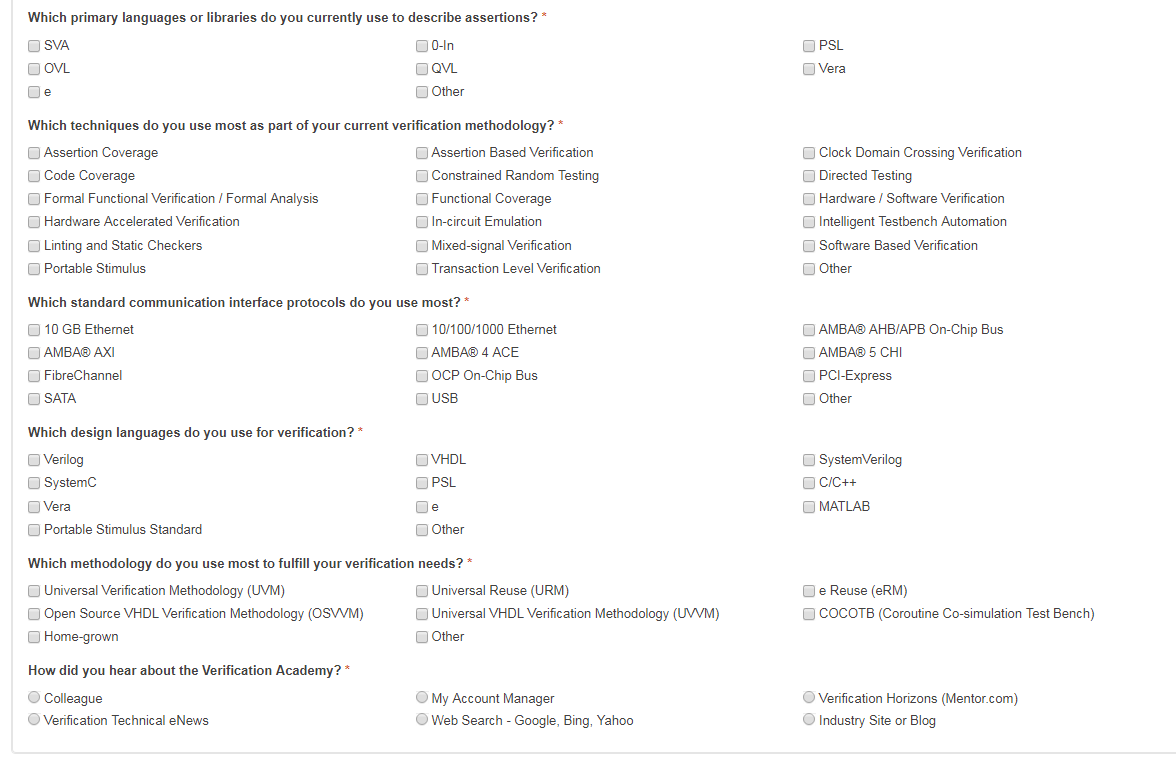 Which primary languages or libraries do you currently use to describe assertions? *
SVA 0-In PSL
OVL QVL Vera
e Other
Which techniques do you use most as part of your current verification methodology? *
Assertion Coverage Assertion Based Verification Clock Domain Crossing Verification
Code Coverage Constrained Random Testing Directed Testing
Formal Functional Verification / Formal Analysis Functional Coverage Hardware / Software Verification
Hardware Accelerated Verification In-circuit Emulation Intelligent Testbench Automation
Linting and Static Checkers Mixed-signal Verification Software Based Verification
Portable Stimulus Transaction Level Verification Other
Which standard communication interface protocols do you use most? *
10 GB Ethernet 10/100/1000 Ethernet AMBA® AHB/APB On-Chip Bus
AMBA® AXI AMBA® 4 ACE AMBA® 5 CHI
FibreChannel OCP On-Chip Bus PCI-Express
SATA USB Other
Which design languages do you use for verification? *
Verilog VHDL SystemVerilog
SystemC PSL C/C++
Vera e MATLAB
Portable Stimulus Standard Other
Which methodology do you use most to fulfill your verification needs? *
Universal Verification Methodology (UVM) Universal Reuse (URM) e Reuse (eRM)
Open Source VHDL Verification Methodology (OSVVM) Universal VHDL Verification Methodology (UVVM) COCOTB (Coroutine Co-simulation Test Bench)
Home-grown Other
How did you hear about the Verification Academy? *
Colleague My Account Manager Verification Horizons (Mentor.com)
Verification Technical eNews Web Search - Google, Bing, Yahoo Industry Site or Blog